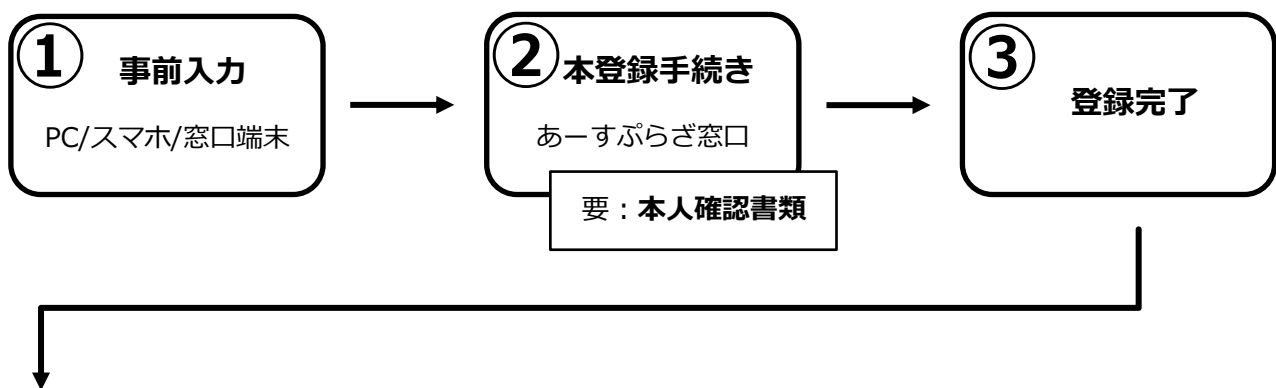 ① 事前入力
PC/スマホ/窓口端末
② 本登録手続き
あーすぷらざ窓口
要：本人確認書類
③ 登録完了